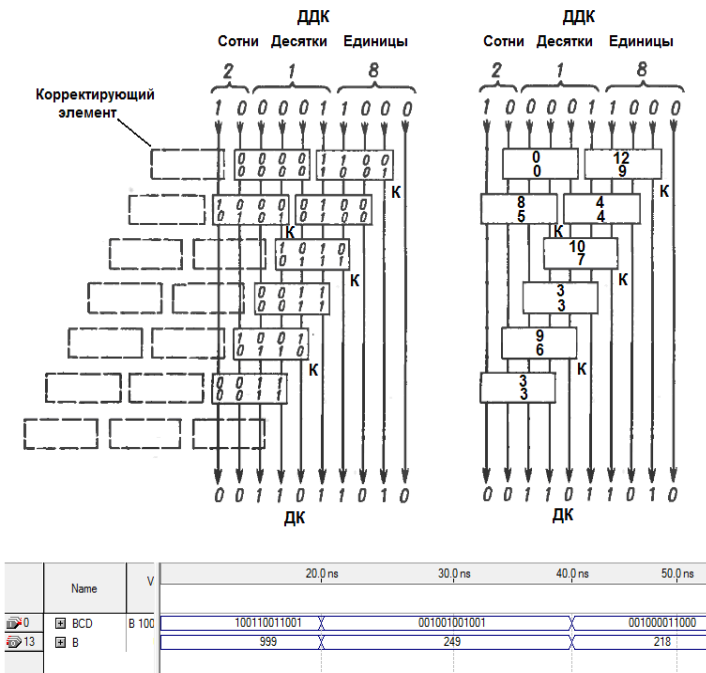 ДДК ДДК
Сотни Десятки Единицы Сотни Десятки Единицы
2 1 8 2 1 8
Корректирующий
элемент
1 0 0 0 0 1 1 0 0 0 1 0 0 0 0 1 1 0 0 0
0 0 0 0 1 1 0 0 0 12
0 0 0 0 1 0 0 1 0 9
К К
1 0 0 0 0 1 0 0 8 4
0 1 0 1 0 1 0 0 5 4
К К
1 0 1 0 10
0 1 1 1 7
К К
0 0 1 1 3
0 0 1 1 3
1 0 0 1 9
0 1 1 0 6
К К
0 0 1 1 3
0 0 1 1 3
0 0 1 1 0 1 1 0 1 0 0 0 1 1 0 1 1 0 1 0
ДК ДК
Name V 20.0 ns 30.0 ns 40.0 ns 50.0 ns
0 BCD B 100 100110011001 001001001001 001000011000
13 B 999 249 218